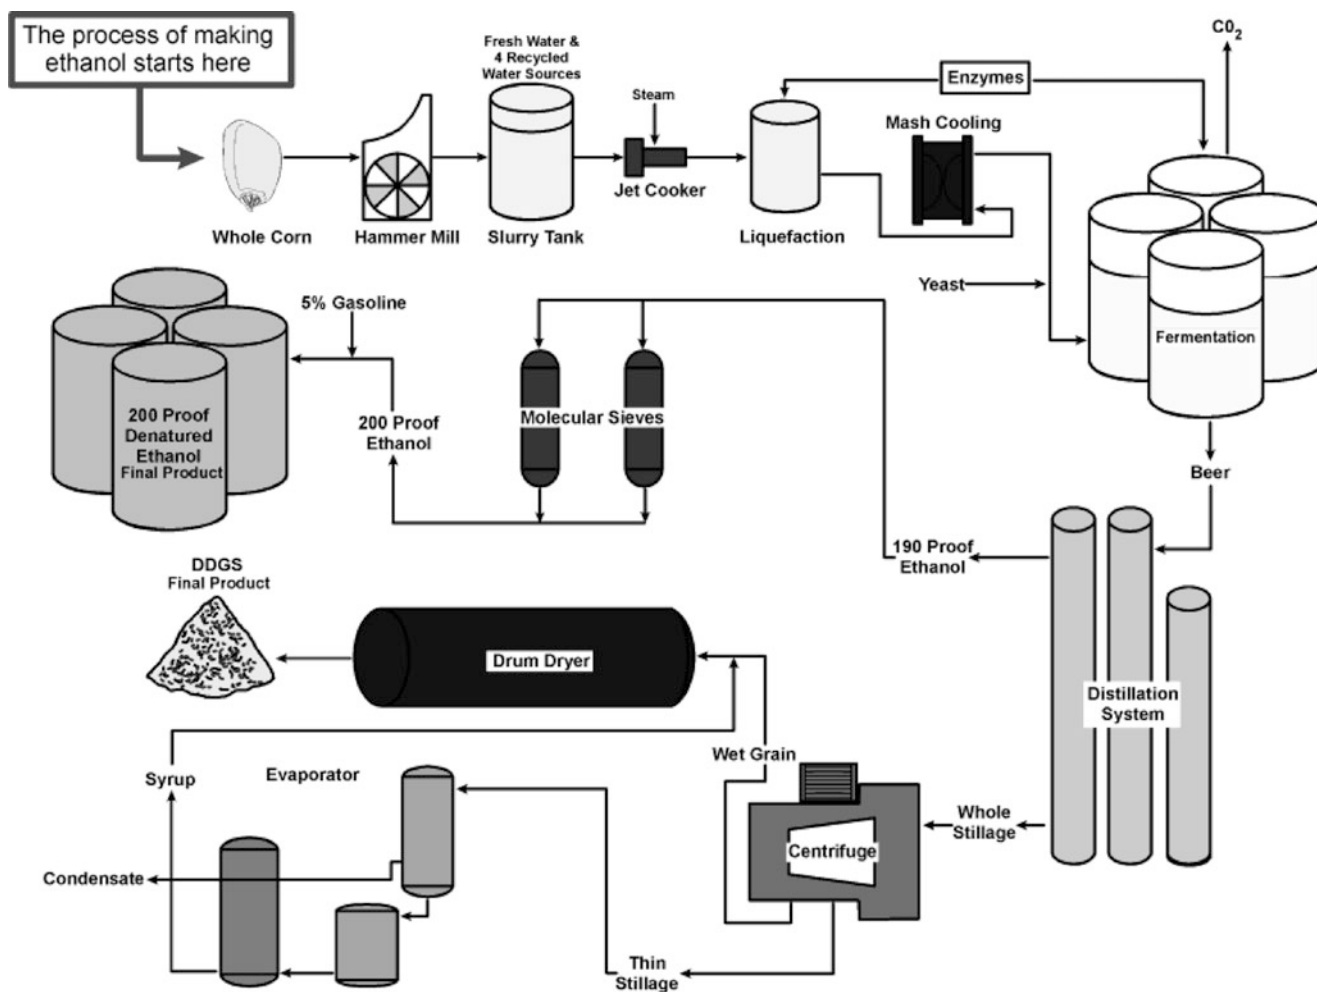 The process of making
ethanol starts here
Fresh Water &
4 Recycled
Water Sources
Steam
Enzymes
C0₂
Mash Cooling
Jet Cooker
Whole Corn
Hammer Mill
Slurry Tank
Liquefaction
Yeast
Fermentation
5% Gasoline
200 Proof
Denatured
Ethanol
Final Product
200 Proof
Ethanol
Molecular Sieves
Beer
190 Proof
Ethanol
DDGS
Final Product
Drum Dryer
Distillation
System
Wet Grain
Syrup
Evaporator
Whole
Stillage
Centrifuge
Condensate
Thin
Stillage